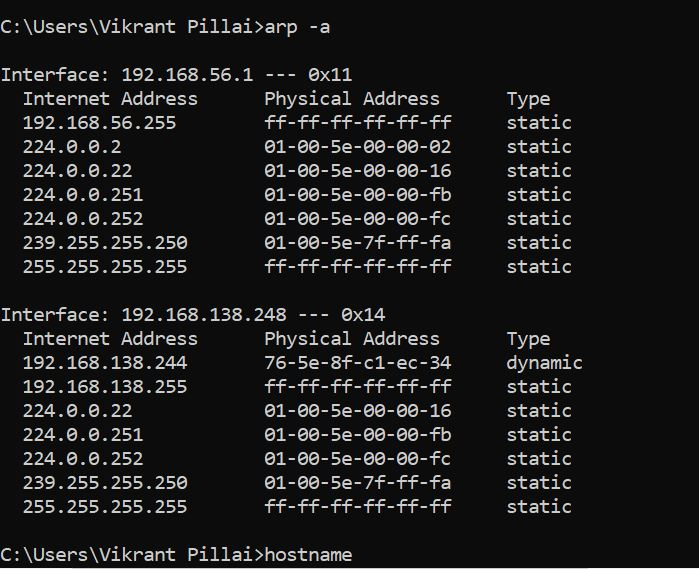 C:\Users\Vikrant Pillai>arp -a
Interface: 192.168.56.1 --- 0x11
Internet Address Physical Address Type
192.168.56.255 ff-ff-ff-ff-ff-ff static
224.0.0.2 01-00-5e-00-00-02 static
224.0.0.22 01-00-5e-00-00-16 static
224.0.0.251 01-00-5e-00-00-fb static
224.0.0.252 01-00-5e-00-00-fc static
239.255.255.250 01-00-5e-7f-ff-fa static
255.255.255.255 ff-ff-ff-ff-ff-ff static
Interface: 192.168.138.248 --- 0x14
Internet Address Physical Address Type
192.168.138.244 76-5e-8f-c1-ec-34 dynamic
192.168.138.255 ff-ff-ff-ff-ff-ff static
224.0.0.22 01-00-5e-00-00-16 static
224.0.0.251 01-00-5e-00-00-fb static
224.0.0.252 01-00-5e-00-00-fc static
239.255.255.250 01-00-5e-7f-ff-fa static
255.255.255.255 ff-ff-ff-ff-ff-ff static
C:\Users\Vikrant Pillai>hostname